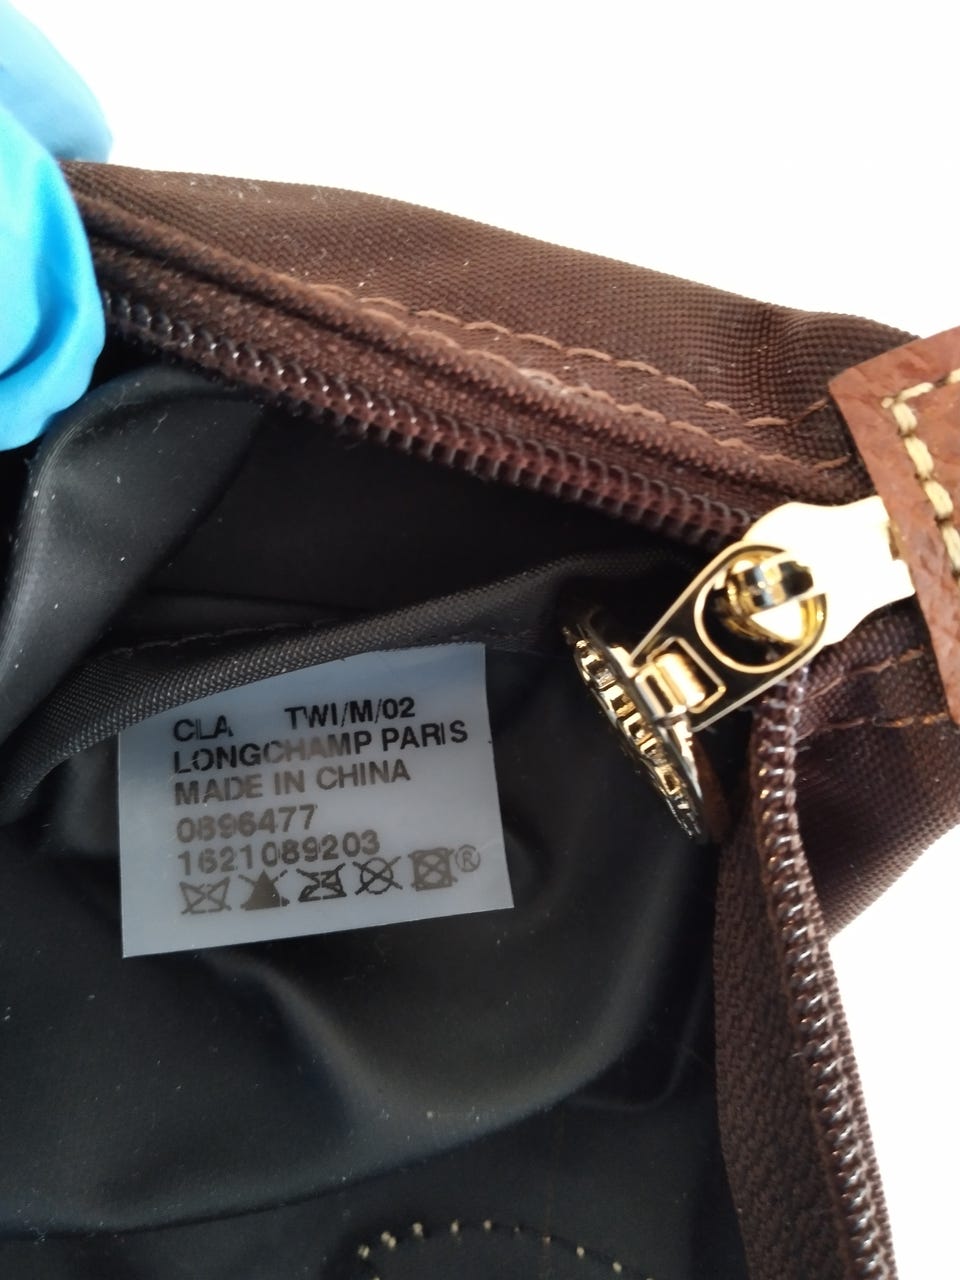 CLA TWI/M/02
LONGCHAMP PARIS
MADE IN CHINA
0896477
1621089203
®